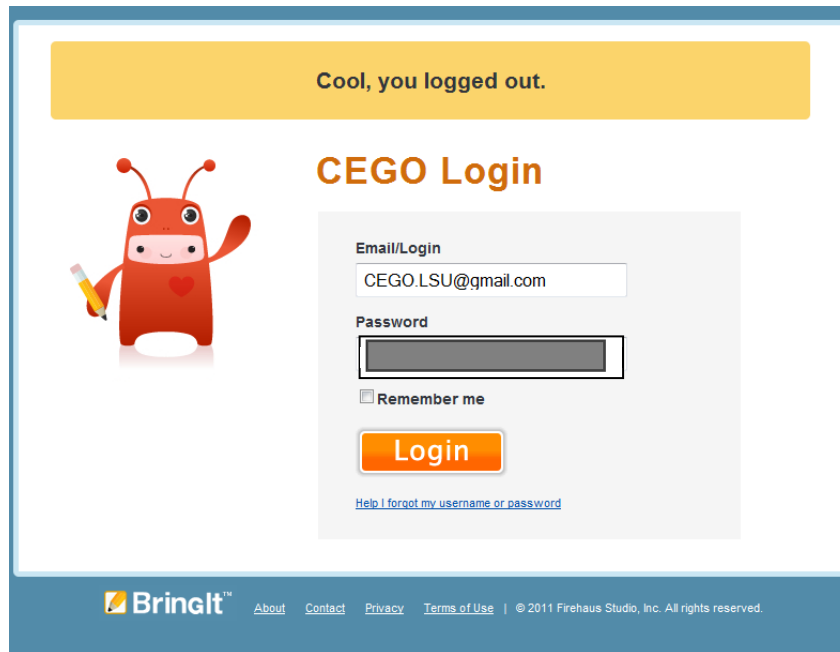 Cool, you logged out.
CEGO Login
Email/Login
CEGO.LSU@gmail.com
Password
Remember me
Login
Help I forgot my username or password
BringIt™ About Contact Privacy Terms of Use | © 2011 Firehaus Studio, Inc. All rights reserved.